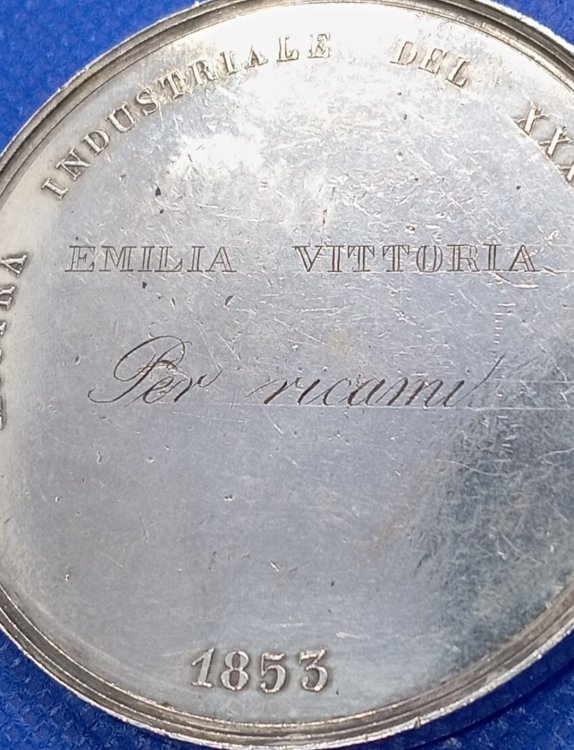 INDUSTRIALE DEL
EMILIA VITTORIA
Per ricami
1853